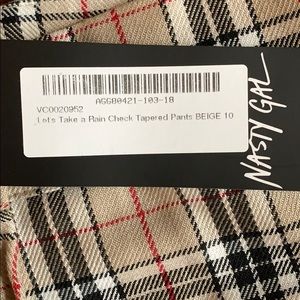 AGGB0421-103-18
VC0020952
Lets Take a Rain Check Tapered Pants BEIGE 10
NASTY GAL